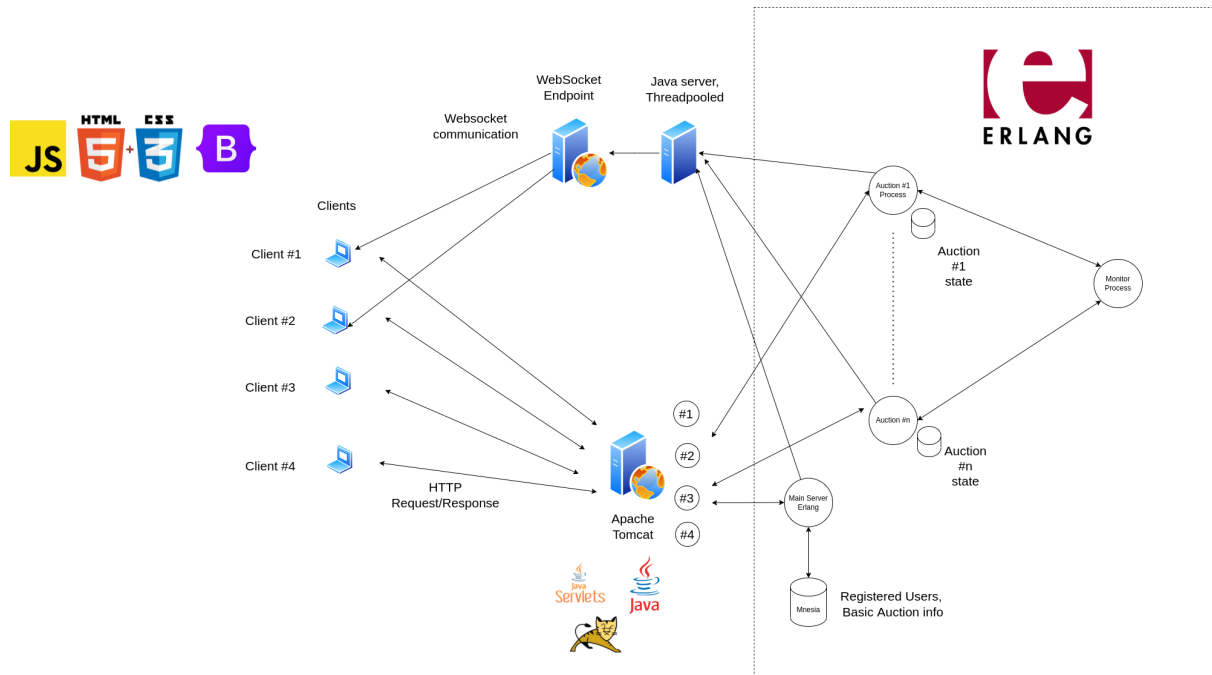 WebSocket
Endpoint
Java server,
Threadpooled
Websocket
communication
JS
HTML
5
+
CSS
3
B
e
ERLANG
Clients
Client #1
Client #2
Client #3
Client #4
HTTP
Request/Response
Apache
Tomcat
#1
#2
#3
#4
Java
Servlets
Java
Auction #1
Process
Auction
#1
state
Monitor
Process
Auction #n
Auction
#n
state
Main Server
Erlang
Mnesia
Registered Users,
Basic Auction info